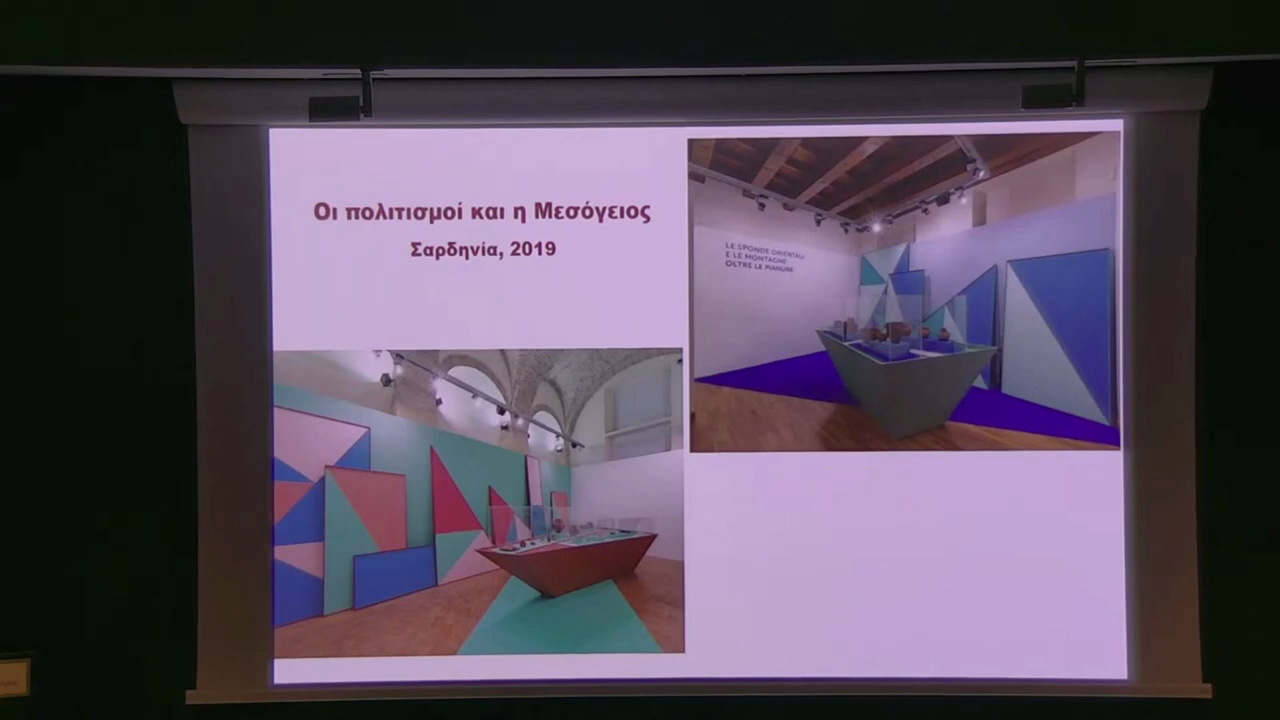 Οι πολιτισμοί και η Μεσόγειος
Σαρδηνία, 2019
LE SPONDE ORIENTALI
E LE MONTAGNE
OLTRE LE PIANURE